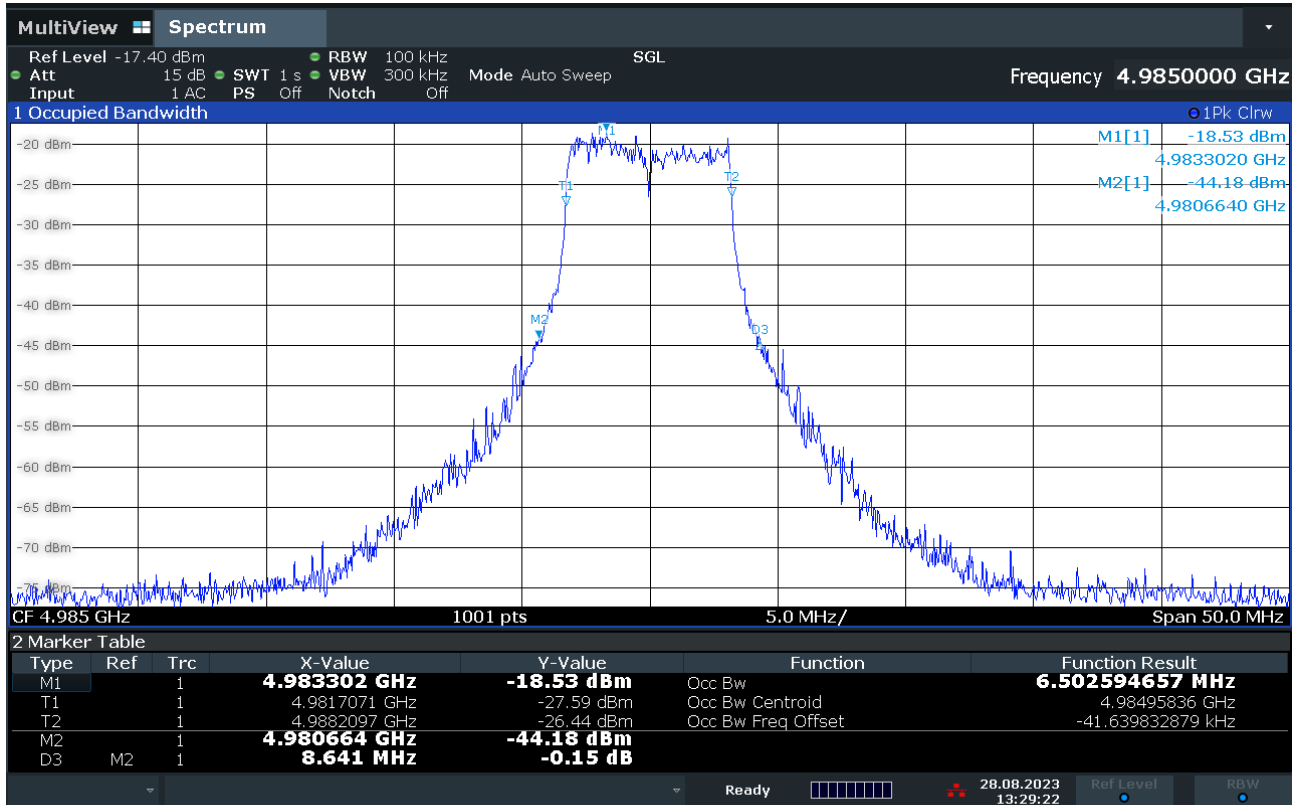 MultiView Spectrum
Ref Level -17.40 dBm RBW 100 kHz SGL
Att 15 dB SWT 1 s VBW 300 kHz Mode Auto Sweep Frequency 4.9850000 GHz
Input 1 AC PS Off Notch Off
1 Occupied Bandwidth 1Pk Clrw
M1[1] -18.53 dBm
4.9833020 GHz
M2[1] -44.18 dBm
4.9806640 GHz
M1
-20 dBm
T2
-25 dBm
T1
-30 dBm
-35 dBm
-40 dBm
M2
D3
-45 dBm
-50 dBm
-55 dBm
-60 dBm
-65 dBm
-70 dBm
-75 dBm
CF 4.985 GHz 1001 pts 5.0 MHz/ Span 50.0 MHz
2 Marker Table
Type Ref Trc X-Value Y-Value Function Function Result
M1 1 4.983302 GHz -18.53 dBm Occ Bw 6.502594657 MHz
T1 1 4.9817071 GHz -27.59 dBm Occ Bw Centroid 4.98495836 GHz
T2 1 4.9882097 GHz -26.44 dBm Occ Bw Freq Offset -41.639832879 kHz
M2 1 4.980664 GHz -44.18 dBm
D3 M2 1 8.641 MHz -0.15 dB
Ready 28.08.2023 Ref Level RBW
13:29:22